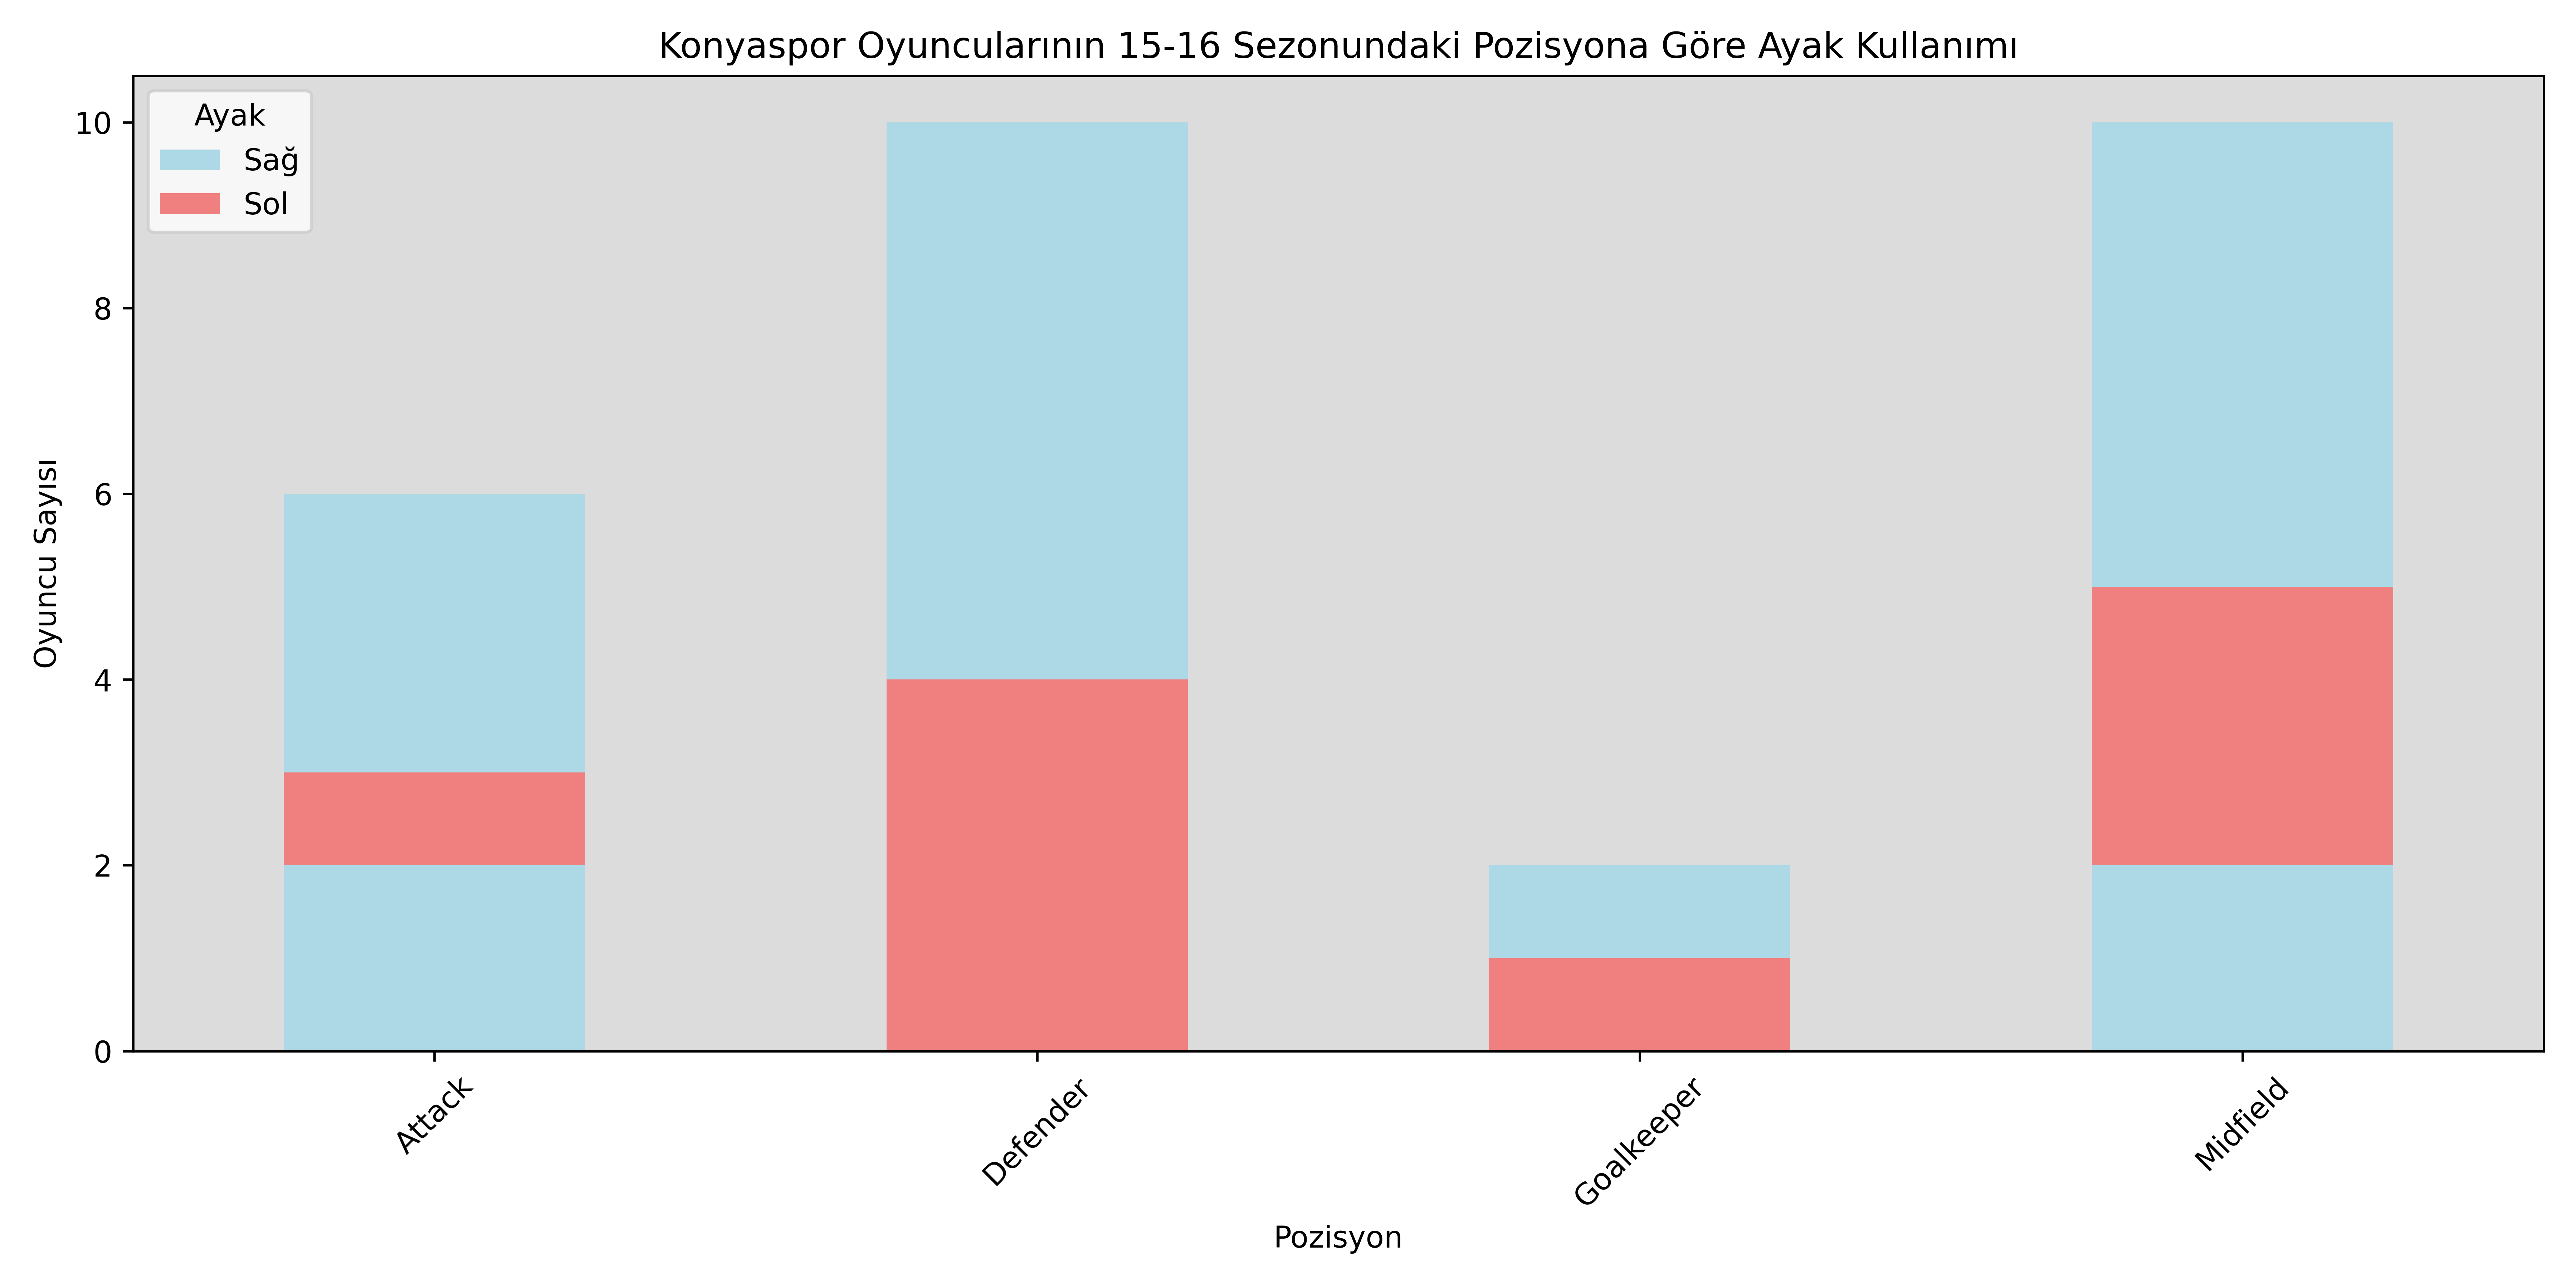 Konyaspor Oyuncularının 15-16 Sezonundaki Pozisyona Göre Ayak Kullanımı
Ayak
Sağ
Sol
Oyuncu Sayısı
10
8
6
4
2
0
Attack
Defender
Goalkeeper
Midfield
Pozisyon